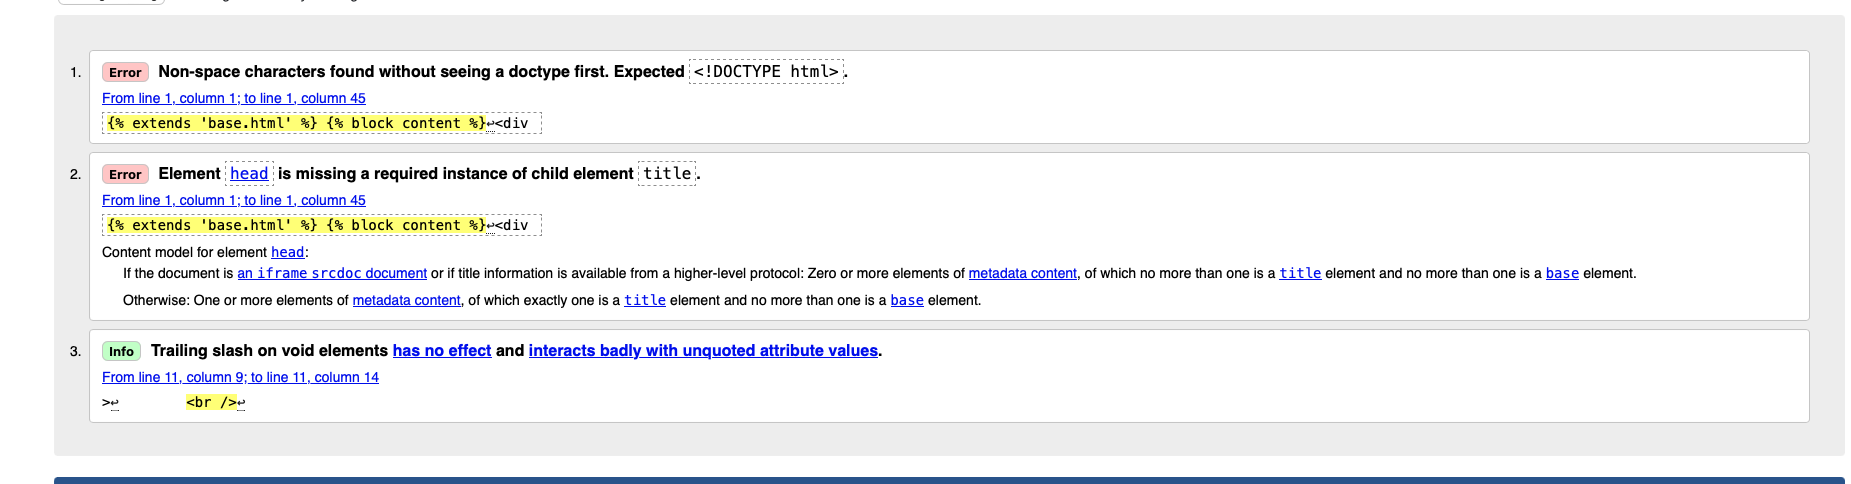 1. Error Non-space characters found without seeing a doctype first. Expected <!DOCTYPE html>.
From line 1, column 1; to line 1, column 45
{% extends 'base.html' %} {% block content %}↩<div
2. Error Element head is missing a required instance of child element title.
From line 1, column 1; to line 1, column 45
{% extends 'base.html' %} {% block content %}↩<div
Content model for element head:
If the document is an iframe srcdoc document or if title information is available from a higher-level protocol: Zero or more elements of metadata content, of which no more than one is a title element and no more than one is a base element.
Otherwise: One or more elements of metadata content, of which exactly one is a title element and no more than one is a base element.
3. Info Trailing slash on void elements has no effect and interacts badly with unquoted attribute values.
From line 11, column 9; to line 11, column 14
>↩ <br />↩